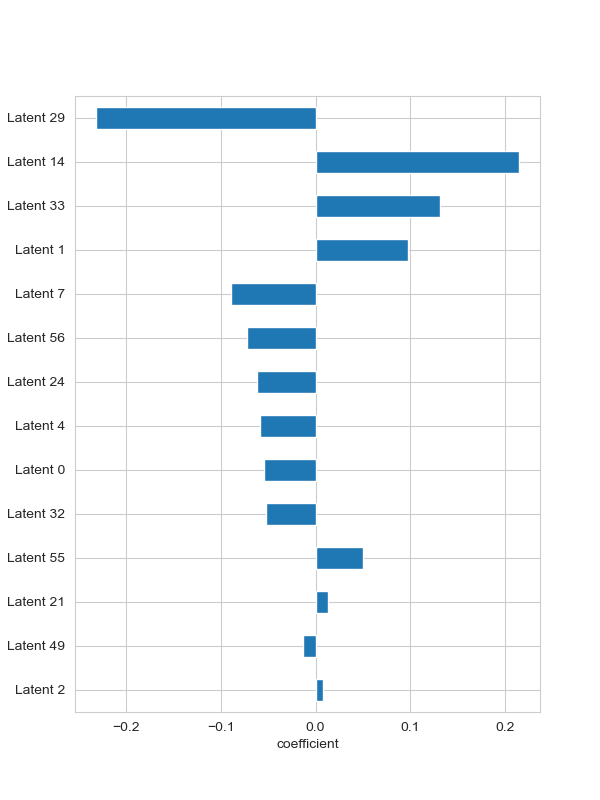 Latent 29
Latent 14
Latent 33
Latent 1
Latent 7
Latent 56
Latent 24
Latent 4
Latent 0
Latent 32
Latent 55
Latent 21
Latent 49
Latent 2
−0.2 −0.1 0.0 0.1 0.2
coefficient